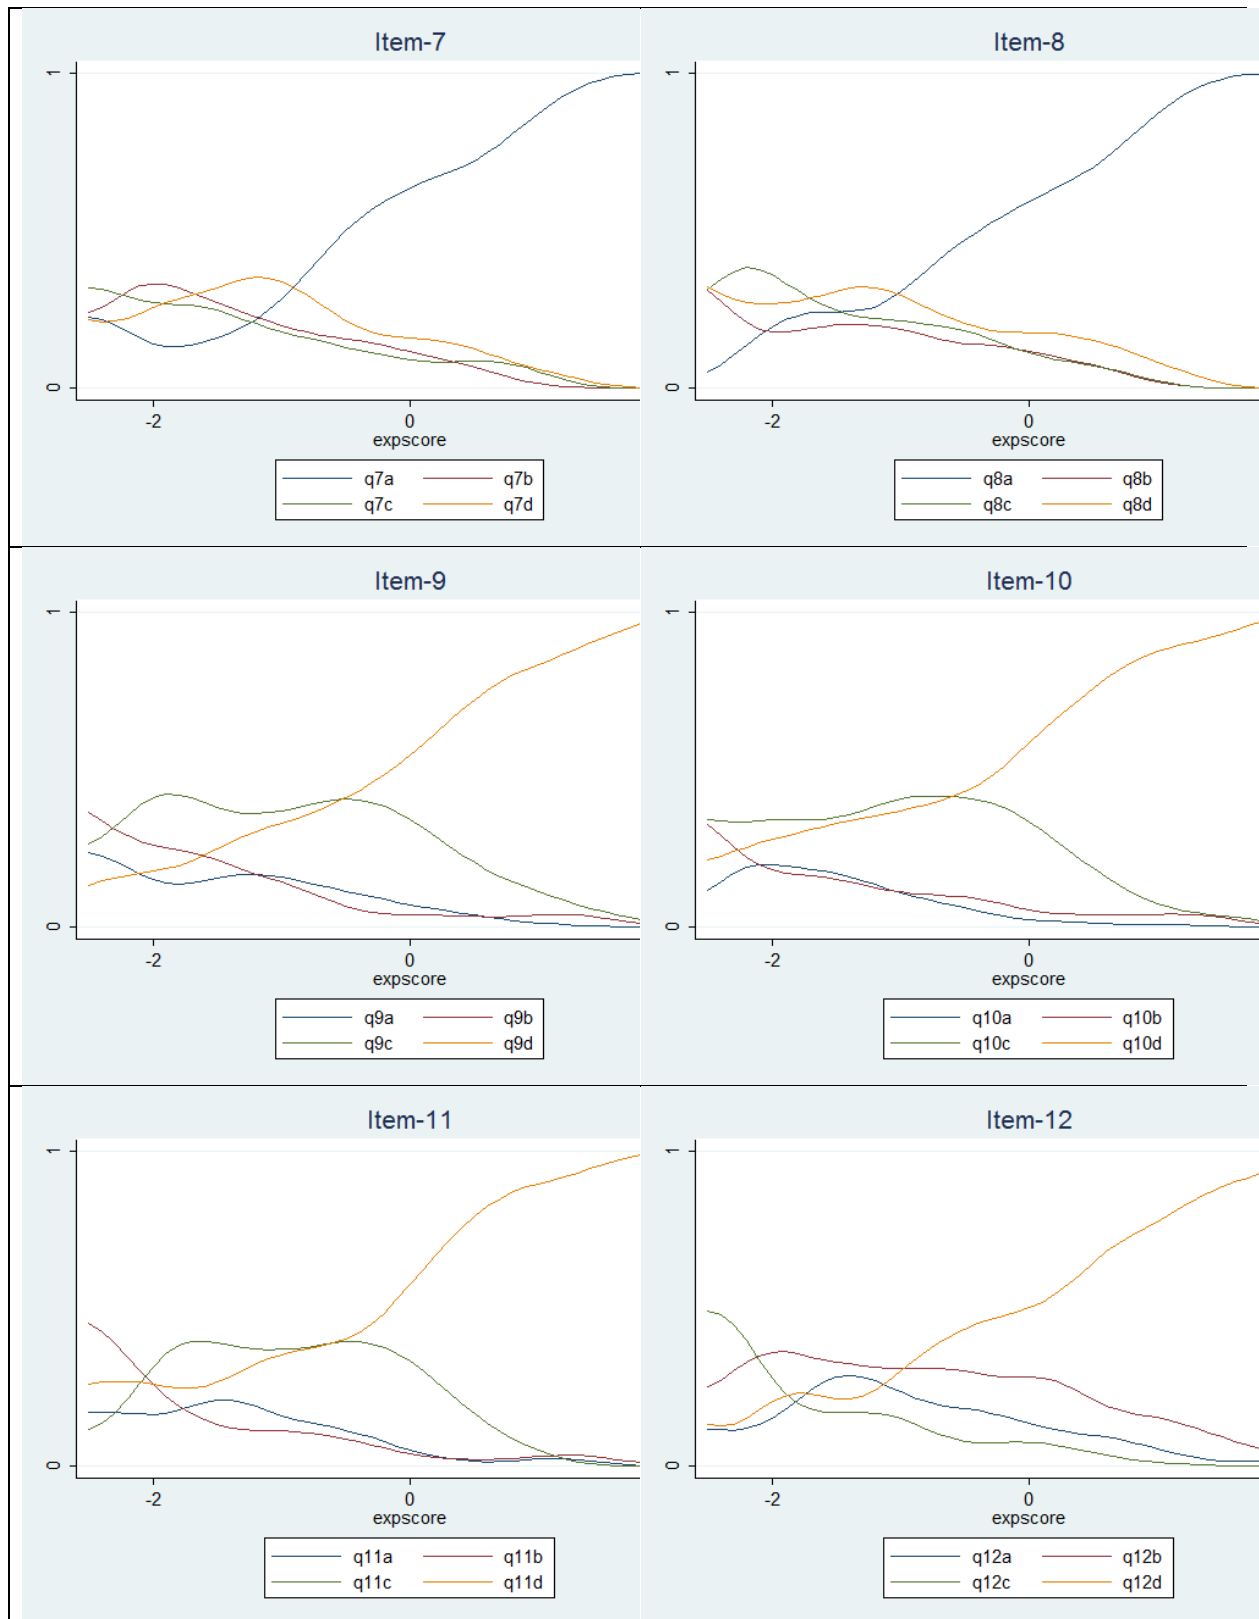 Item-7
1
0
-2 0
expscore
q7a q7b
q7c q7d
Item-8
1
0
-2 0
expscore
q8a q8b
q8c q8d
Item-9
1
0
-2 0
expscore
q9a q9b
q9c q9d
Item-10
1
0
-2 0
expscore
q10a q10b
q10c q10d
Item-11
1
0
-2 0
expscore
q11a q11b
q11c q11d
Item-12
1
0
-2 0
expscore
q12a q12b
q12c q12d